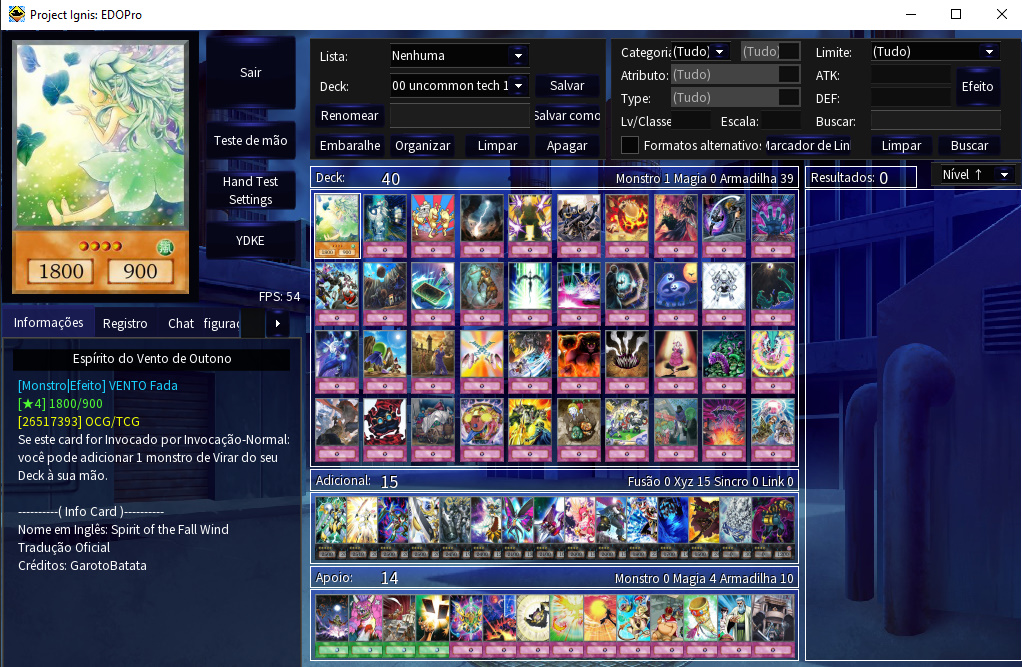 Project Ignis: EDOPro
1800
900
Sair
Teste de mão
Hand Test
Settings
YDKE
FPS: 54
Lista:
Nenhuma
Deck:
00 uncommon tech 1
Salvar
Renomear
Salvar como
Embaralhe
Organizar
Limpar
Apagar
Categoria
(Tudo)
(Tudo)
Limite:
(Tudo)
Atributo:
(Tudo)
ATK:
Type:
(Tudo)
DEF:
Efeito
Lv/Classe
Escala:
Buscar:
Formatos alternativos
Marcador de Lin
Limpar
Buscar
Deck:
40
Monstro 1 Magia 0 Armadilha 39
Resultados: 0
Nível ↑
Informações
Registro
Chat
figurac
Espírito do Vento de Outono
[Monstro|Efeito] VENTO Fada
[★4] 1800/900
[26517393] OCG/TCG
Se este card for Invocado por Invocação-Normal:
você pode adicionar 1 monstro de Virar do seu
Deck à sua mão.
----------( Info Card )----------
Nome em Inglês: Spirit of the Fall Wind
Tradução Oficial
Créditos: GarotoBatata
Adicional:
15
Fusão 0 Xyz 15 Sincro 0 Link 0
Apoio:
14
Monstro 0 Magia 4 Armadilha 10